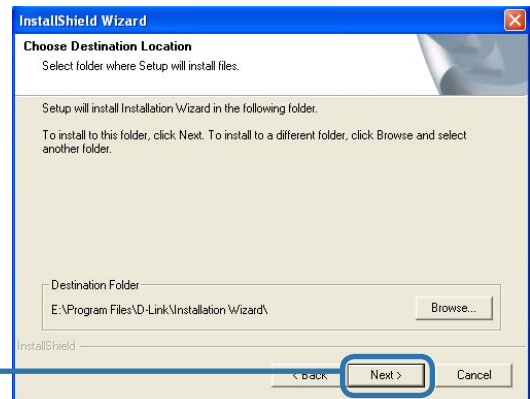 InstallShield Wizard
Choose Destination Location
Select folder where Setup will install files.
Setup will install Installation Wizard in the following folder.
To install to this folder, click Next. To install to a different folder, click Browse and select
another folder.
Destination Folder
E:\Program Files\D-Link\Installation Wizard\
Browse...
InstallShield
< Back
Next >
Cancel